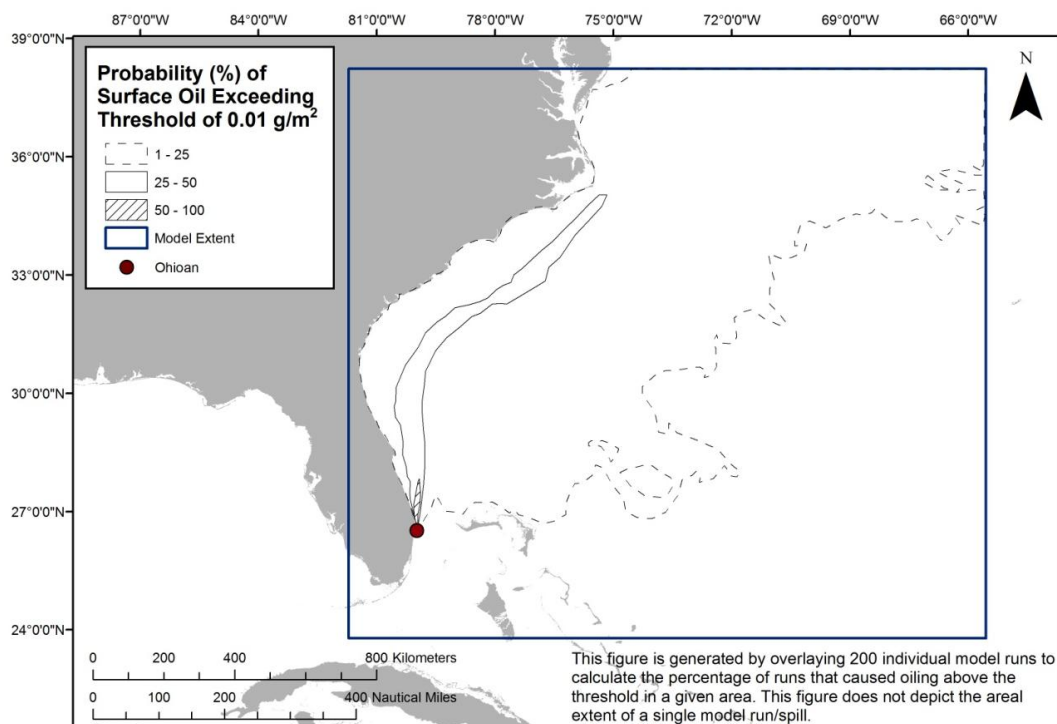 87°0'0"W 84°0'0"W 81°0'0"W 78°0'0"W 75°0'0"W 72°0'0"W 69°0'0"W 66°0'0"W
39°0'0"N
36°0'0"N
33°0'0"N
30°0'0"N
27°0'0"N
24°0'0"N
Probability (%) of
Surface Oil Exceeding
Threshold of 0.01 g/m²
1 - 25
25 - 50
50 - 100
Model Extent
Ohioan
N
0 200 400 800 Kilometers
0 100 200 400 Nautical Miles
This figure is generated by overlaying 200 individual model runs to
calculate the percentage of runs that caused oiling above the
threshold in a given area. This figure does not depict the areal
extent of a single model run/spill.